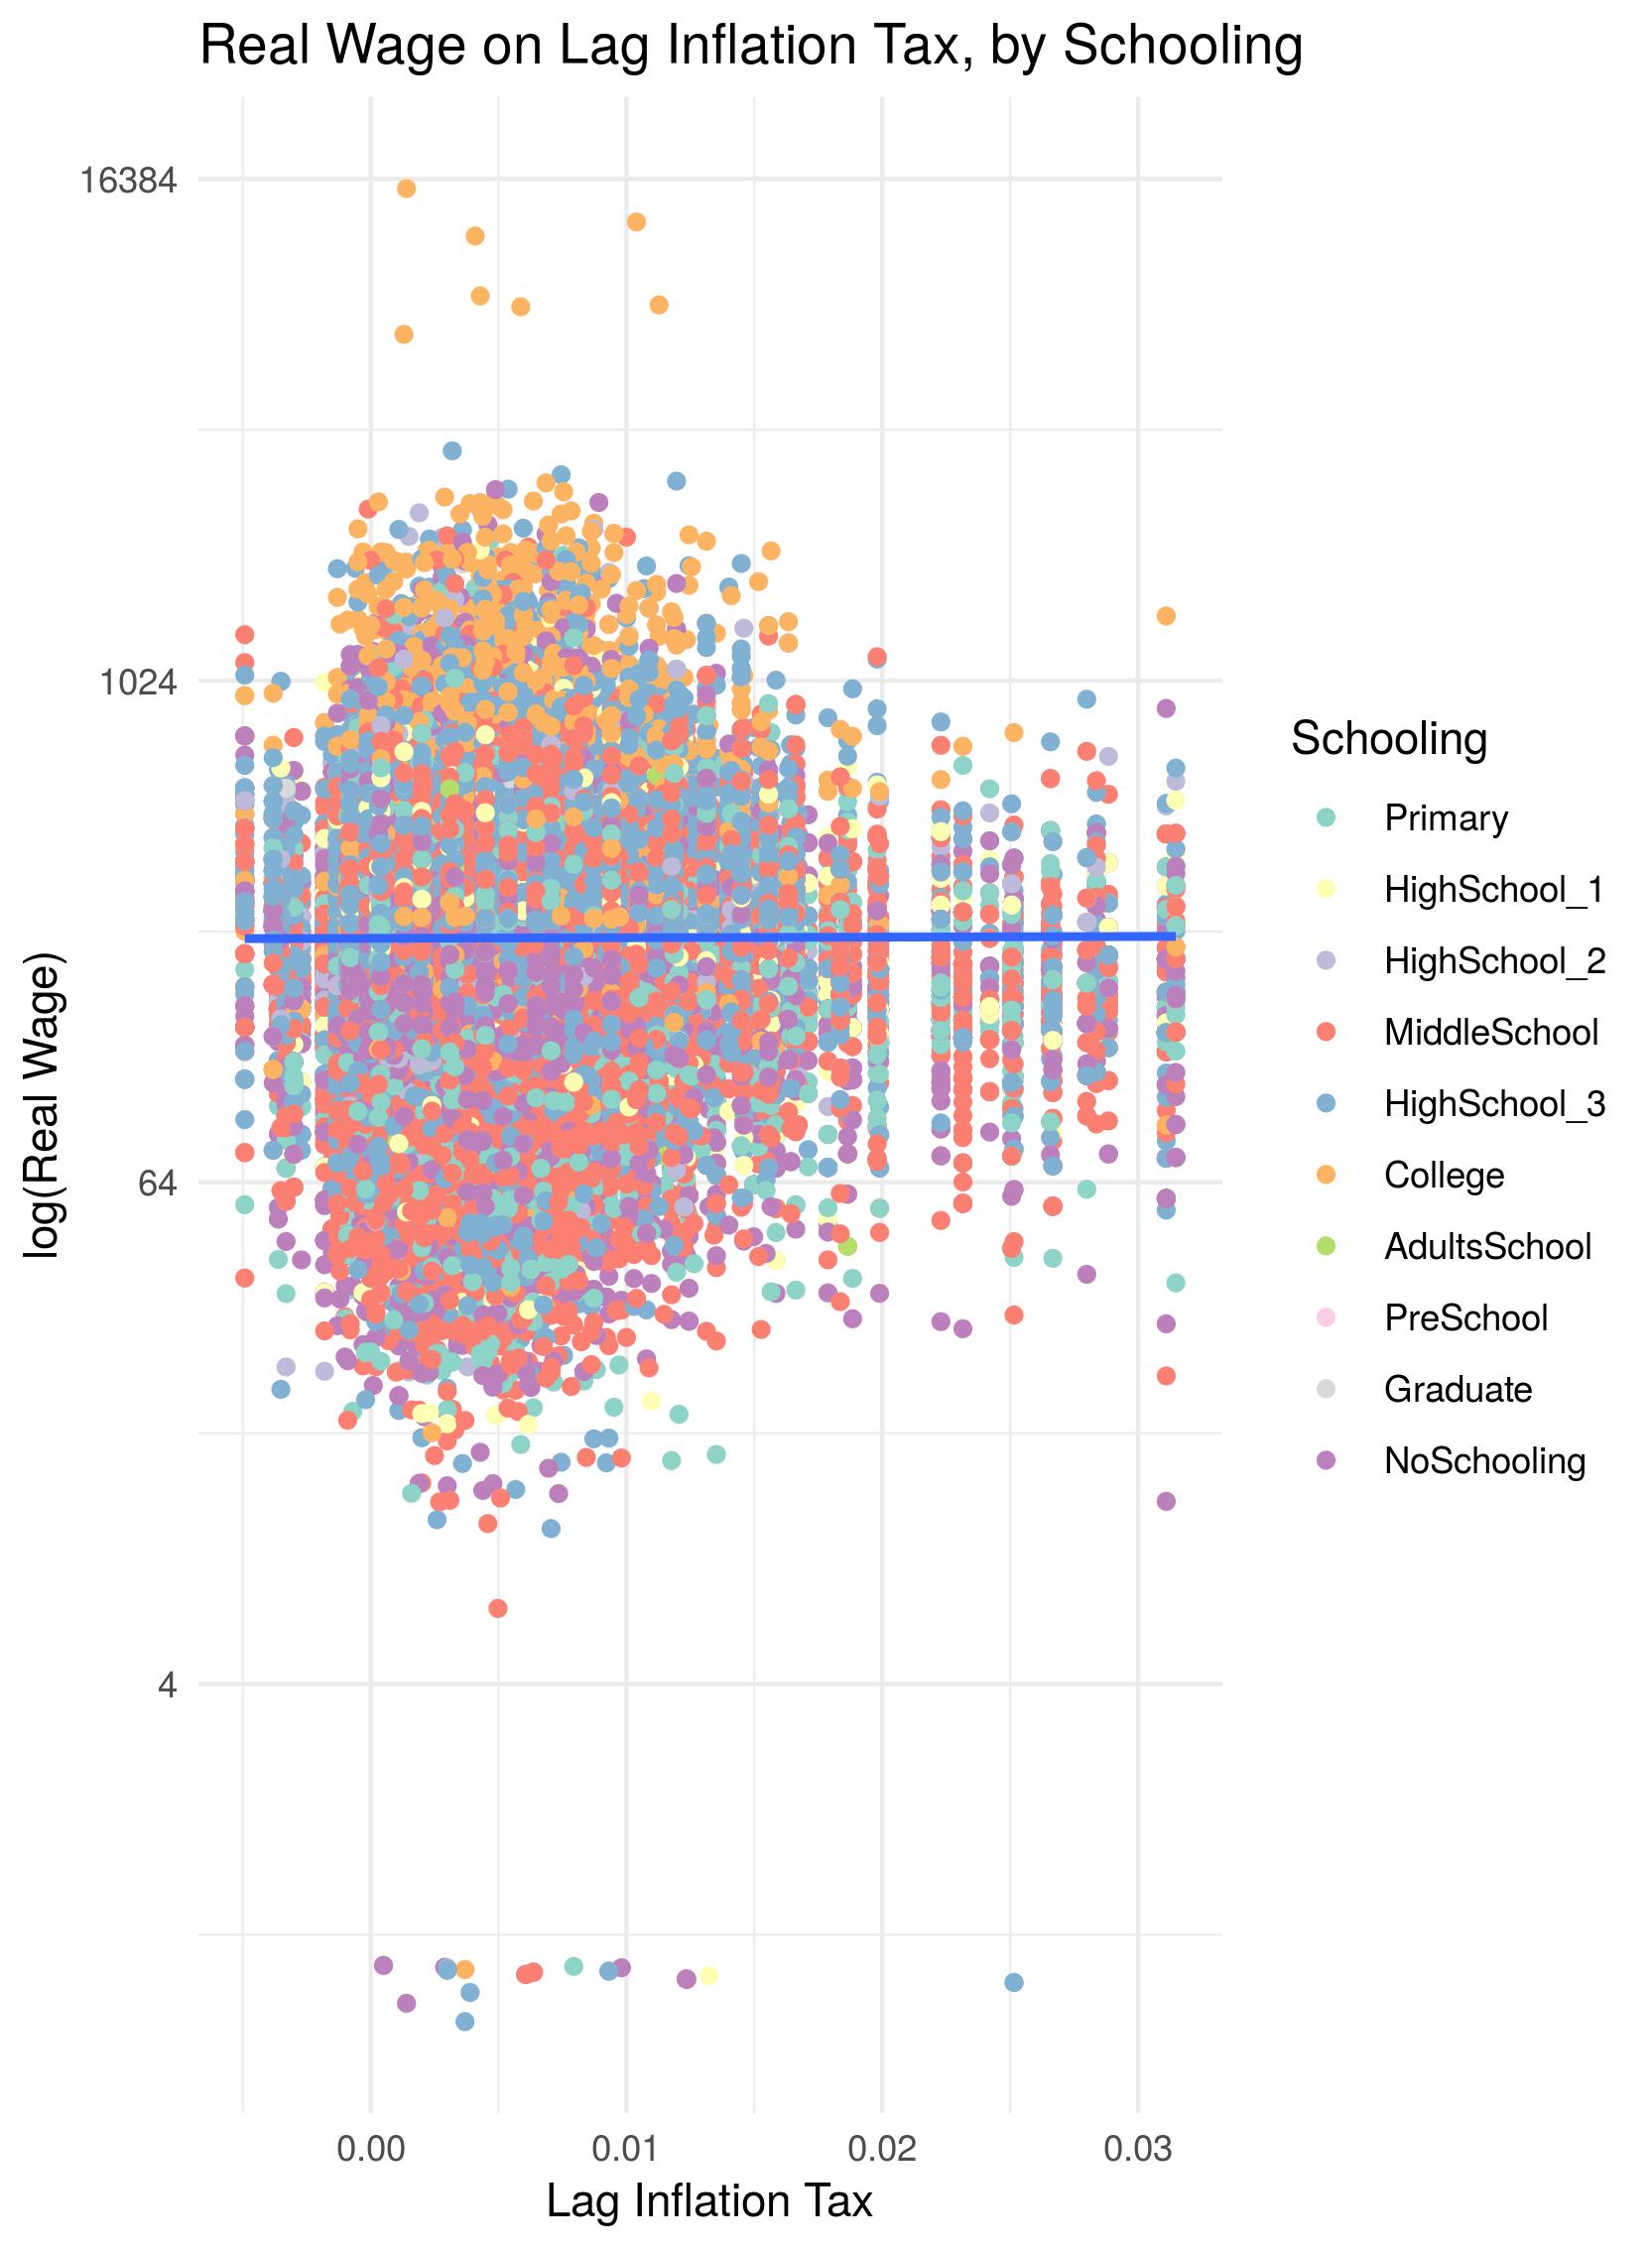 Real Wage on Lag Inflation Tax, by Schooling
16384
1024
64
4
log(Real Wage)
0.00
0.01
0.02
0.03
Lag Inflation Tax
Schooling
Primary
HighSchool_1
HighSchool_2
MiddleSchool
HighSchool_3
College
AdultsSchool
PreSchool
Graduate
NoSchooling